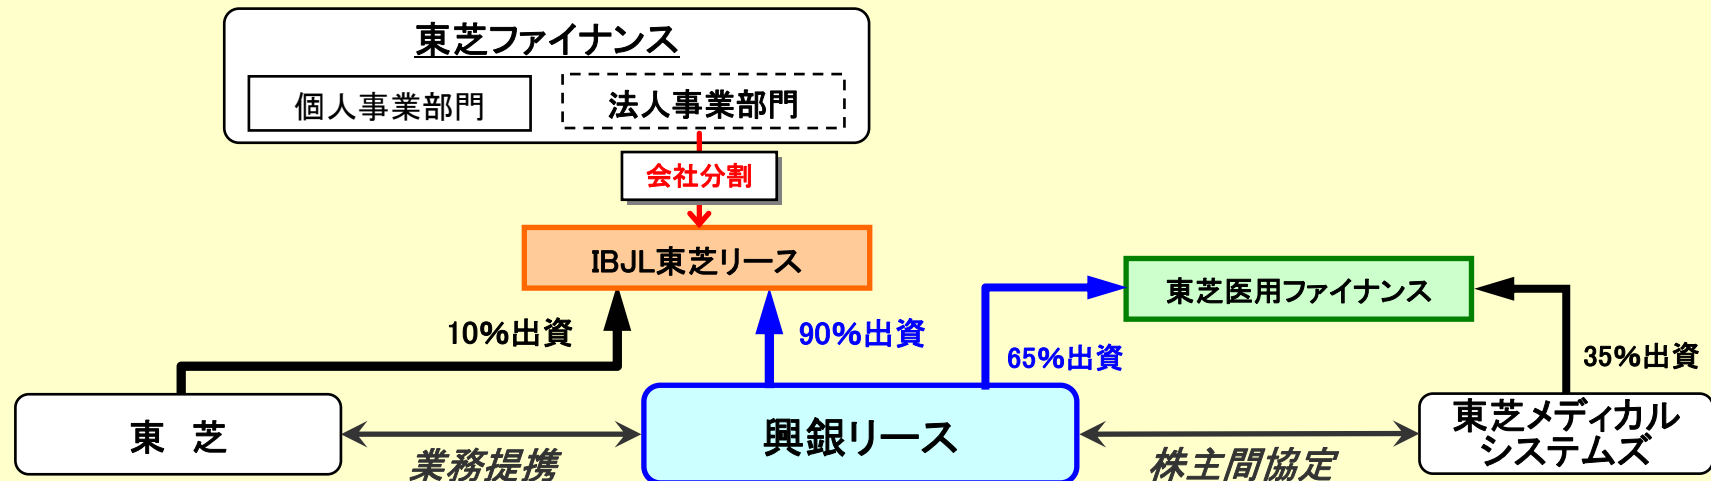 東芝ファイナンス
個人事業部門
法人事業部門
会社分割
IBJL東芝リース
東芝医用ファイナンス
10%出資
90%出資
65%出資
35%出資
東 芝
興銀リース
東芝メディカル
システムズ
業務提携
株主間協定